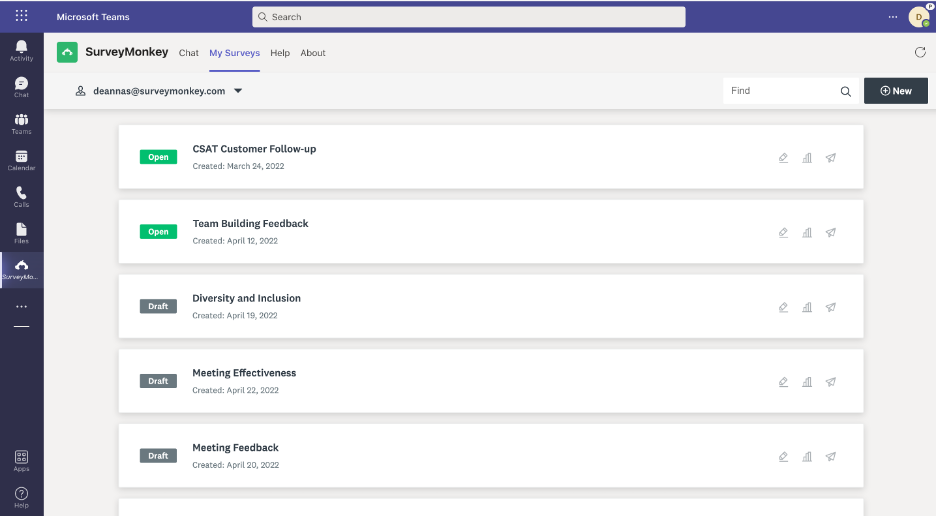 Microsoft Teams
Search
P
D
Activity
Chat
Teams
Calendar
Calls
Files
SurveyMo...
Apps
Help
SurveyMonkey Chat My Surveys Help About
deannas@surveymonkey.com
Find
New
Open
CSAT Customer Follow-up
Created: March 24, 2022
Open
Team Building Feedback
Created: April 12, 2022
Draft
Diversity and Inclusion
Created: April 19, 2022
Draft
Meeting Effectiveness
Created: April 22, 2022
Draft
Meeting Feedback
Created: April 20, 2022